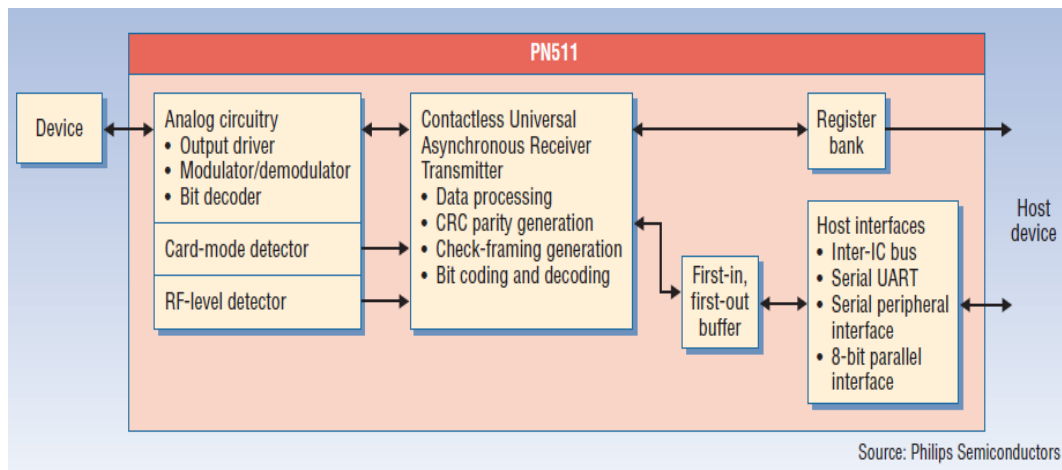 PN511
Device
Analog circuitry
• Output driver
• Modulator/demodulator
• Bit decoder
Card-mode detector
RF-level detector
Contactless Universal
Asynchronous Receiver
Transmitter
• Data processing
• CRC parity generation
• Check-framing generation
• Bit coding and decoding
First-in,
first-out
buffer
Register
bank
Host interfaces
• Inter-IC bus
• Serial UART
• Serial peripheral
interface
• 8-bit parallel
interface
Host
device
Source: Philips Semiconductors